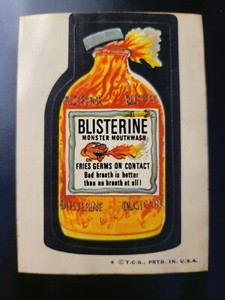 BLISTERINE
MONSTER MOUTHWASH
FRIES GERMS ON CONTACT
Bad breath is better
than no breath at all!
© T.C.G. PRTD. IN U.S.A.